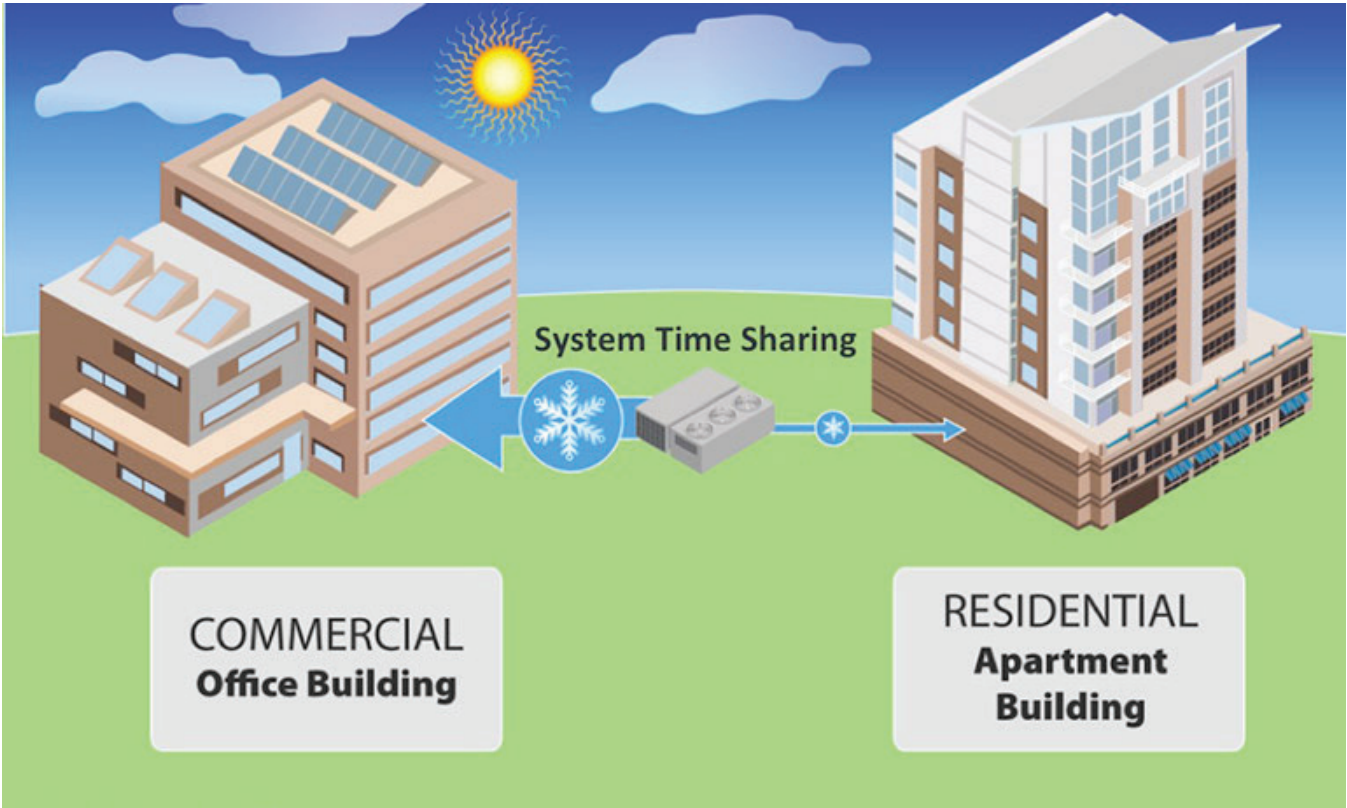 System Time Sharing
COMMERCIAL
Office Building
RESIDENTIAL
Apartment
Building